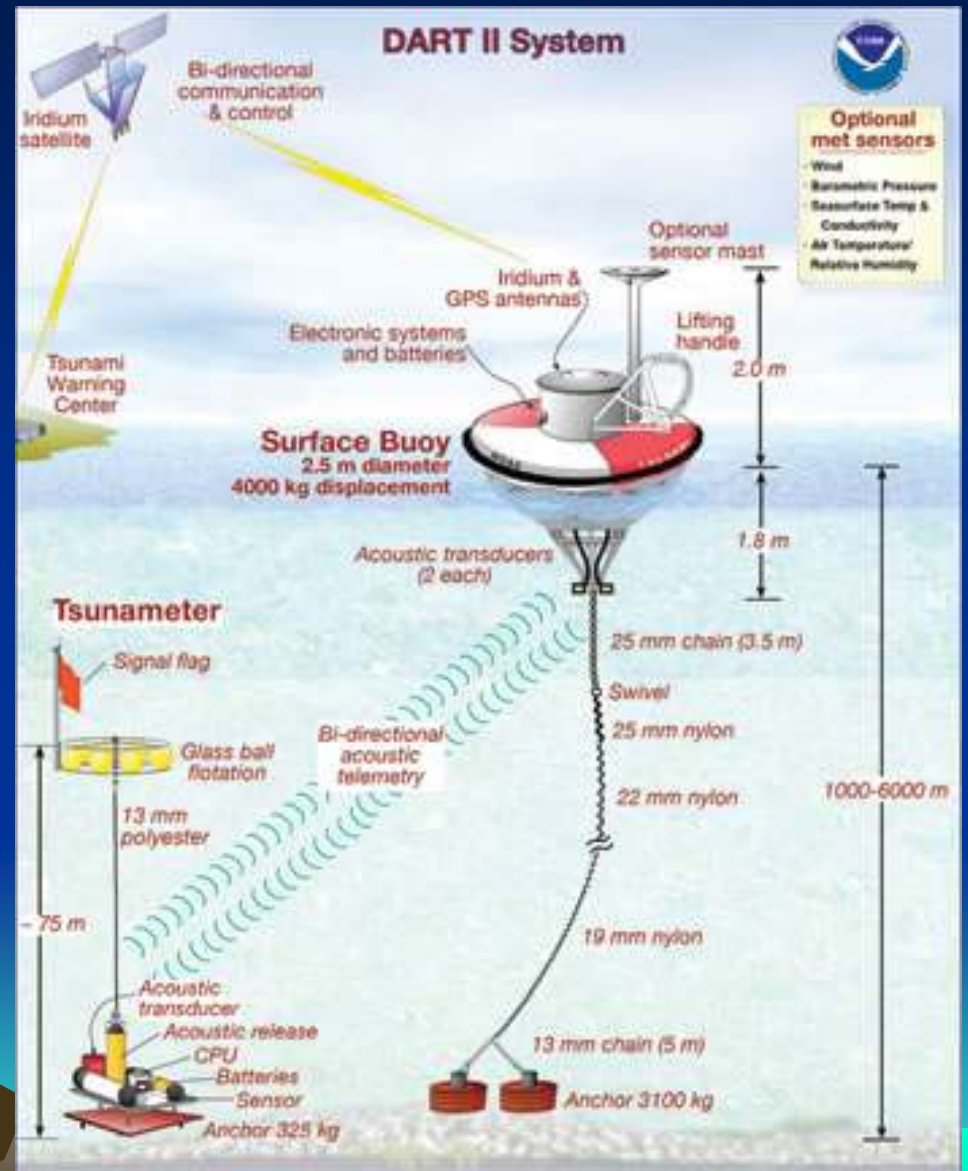 DART II System
Iridium
satellite
Bi-directional
communication
& control
Optional
met sensors
· Wind
· Barometric Pressure
· Seasurface Temp &
Conductivity
· Air Temperature/
Relative Humidity
Optional
sensor mast
Iridium &
GPS antennas
Lifting
handle
Electronic systems
and batteries
2.0 m
Tsunami
Warning
Center
Surface Buoy
2.5 m diameter
4000 kg displacement
1.8 m
Acoustic transducers
(2 each)
Tsunameter
Signal flag
25 mm chain (3.5 m)
Swivel
25 mm nylon
Bi-directional
acoustic
telemetry
Glass ball
flotation
22 mm nylon
1000-6000 m
13 mm
polyester
~ 75 m
19 mm nylon
Acoustic
transducer
Acoustic release
CPU
Batteries
Sensor
Anchor 325 kg
13 mm chain (5 m)
Anchor 3100 kg